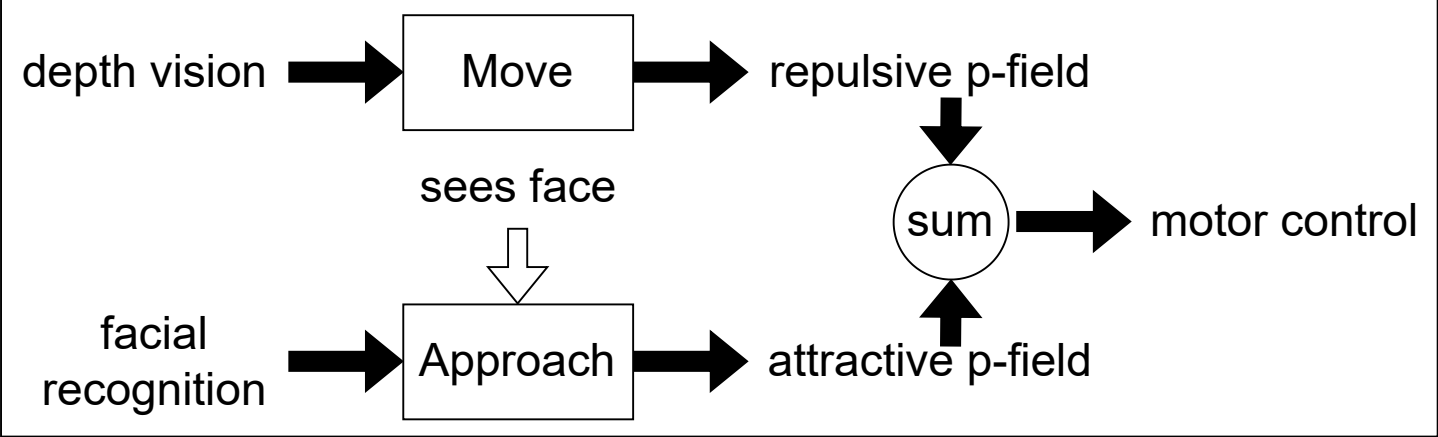 depth vision
Move
repulsive p-field
sees face
sum
motor control
facial
recognition
Approach
attractive p-field